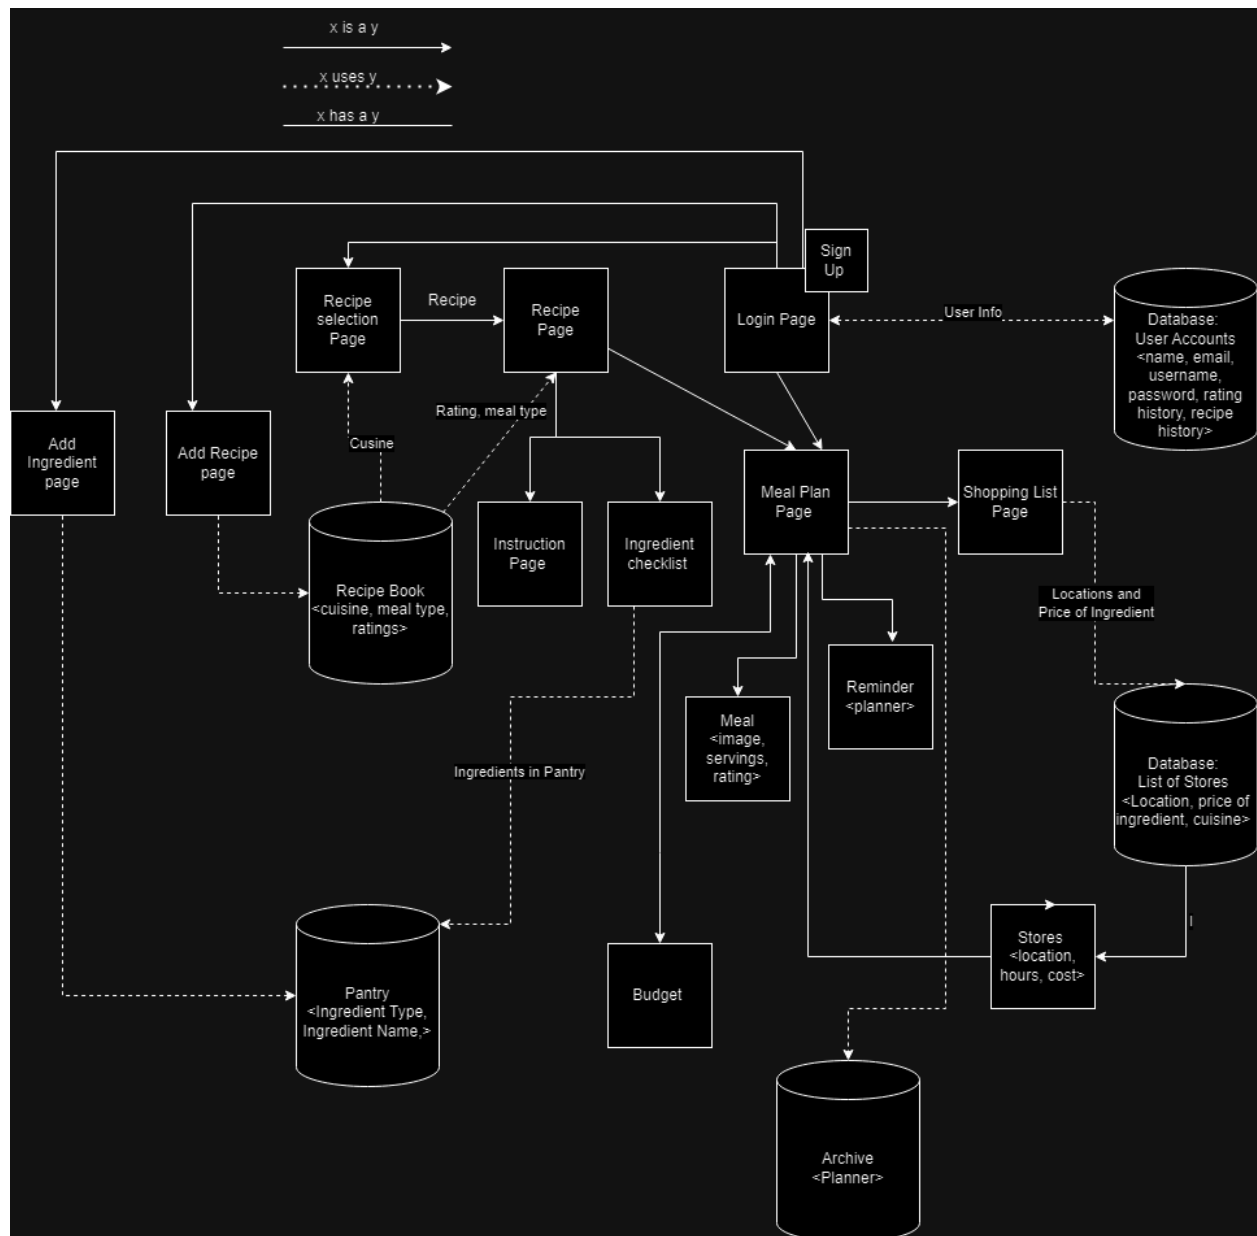 x is a y
x uses y
x has a y
Sign
Up
Recipe
selection
Page
Recipe
Recipe
Page
Login Page
User Info
Database:
User Accounts
<name, email,
username,
password, rating
history, recipe
history>
Add
Ingredient
page
Add Recipe
page
Cusine
Rating, meal type
Meal Plan
Page
Shopping List
Page
Instruction
Page
Ingredient
checklist
Recipe Book
<cuisine, meal type,
ratings>
Locations and
Price of Ingredient
Reminder
<planner>
Meal
<image,
servings,
rating>
Ingredients in Pantry
Database:
List of Stores
<Location, price of
ingredient, cuisine>
l
Stores
<location,
hours, cost>
Pantry
<Ingredient Type,
Ingredient Name,>
Budget
Archive
<Planner>